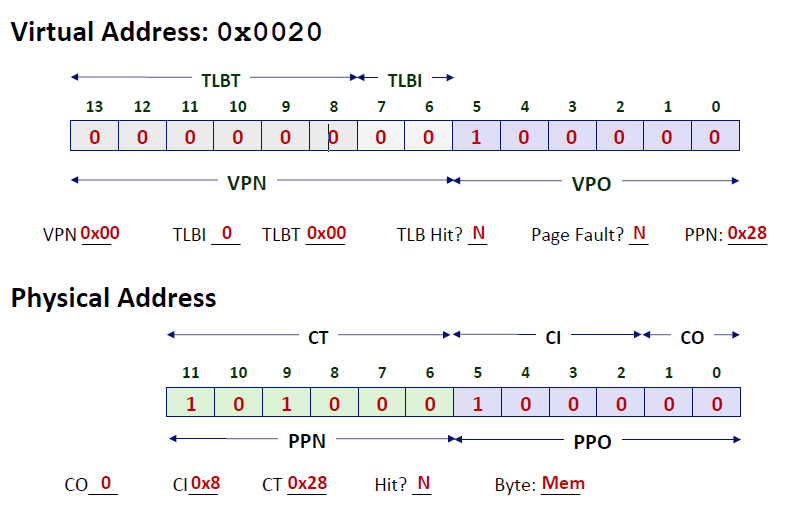 Virtual Address: 0x0020
TLBT TLBI
13 12 11 10 9 8 7 6 5 4 3 2 1 0
0 0 0 0 0 0 0 0 1 0 0 0 0 0
VPN VPO
VPN 0x00 TLBI 0 TLBT 0x00 TLB Hit? N Page Fault? N PPN: 0x28
Physical Address
CT CI CO
11 10 9 8 7 6 5 4 3 2 1 0
1 0 1 0 0 0 1 0 0 0 0 0
PPN PPO
CO 0 CI 0x8 CT 0x28 Hit? N Byte: Mem